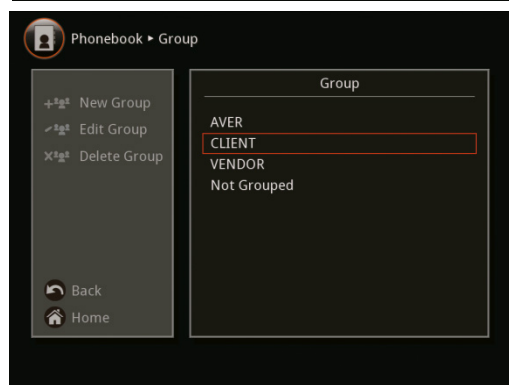 Phonebook ▸ Group
New Group
Edit Group
Delete Group
Back
Home
Group
AVER
CLIENT
VENDOR
Not Grouped